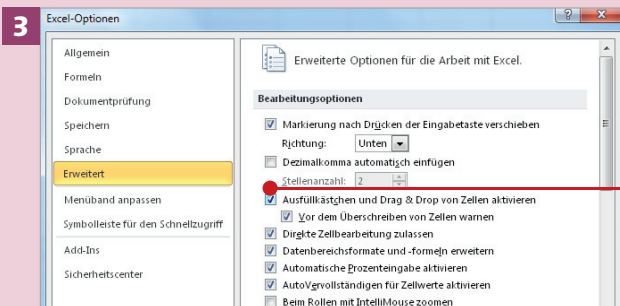 3
Excel-Optionen
Allgemein
Formeln
Dokumentprüfung
Speichern
Sprache
Erweitert
Menüband anpassen
Symbolleiste für den Schnellzugriff
Add-Ins
Sicherheitscenter
Erweiterte Optionen für die Arbeit mit Excel.
Bearbeitungsoptionen
Markierung nach Drücken der Eingabetaste verschieben
Richtung: Unten
Dezimalkomma automatisch einfügen
Stellenanzahl: 2
Ausfüllkästchen und Drag & Drop von Zellen aktivieren
Vor dem Überschreiben von Zellen warnen
Direkte Zellbearbeitung zulassen
Datenbereichsformate und -formeln erweitern
Automatische Prozenteingabe aktivieren
AutoVervollständigen für Zellwerte aktivieren
Beim Rollen mit IntelliMouse zoomen